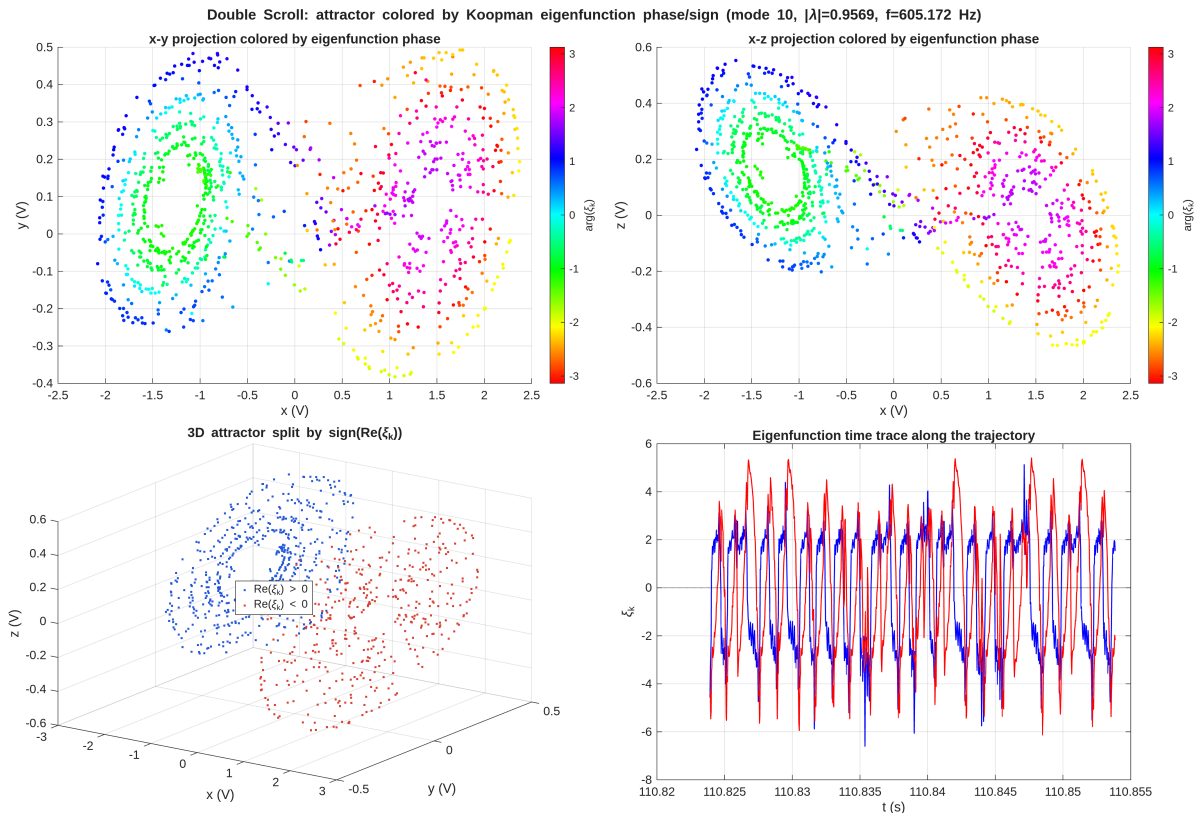 Double Scroll: attractor colored by Koopman eigenfunction phase/sign (mode 10, |λ|=0.9569, f=605.172 Hz)
x-y projection colored by eigenfunction phase
0.5
0.4
0.3
0.2
0.1
0
-0.1
-0.2
-0.3
-0.4
y (V)
-2.5 -2 -1.5 -1 -0.5 0 0.5 1 1.5 2 2.5
x (V)
3
2
1
0
-1
-2
-3
arg(ξk)
x-z projection colored by eigenfunction phase
0.6
0.4
0.2
0
-0.2
-0.4
-0.6
z (V)
-2.5 -2 -1.5 -1 -0.5 0 0.5 1 1.5 2 2.5
x (V)
3
2
1
0
-1
-2
-3
arg(ξk)
3D attractor split by sign(Re(ξk))
0.6
0.4
0.2
0
-0.2
-0.4
-0.6
z (V)
Re(ξk) > 0
Re(ξk) < 0
-3 -2 -1 0 1 2 3
x (V)
-0.5 0 0.5
y (V)
Eigenfunction time trace along the trajectory
6
4
2
0
-2
-4
-6
-8
ξk
110.82 110.825 110.83 110.835 110.84 110.845 110.85 110.855
t (s)